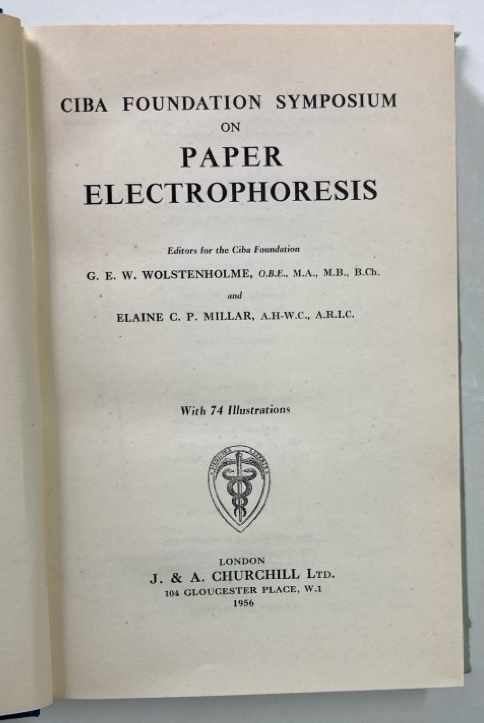 CIBA FOUNDATION SYMPOSIUM
ON
PAPER
ELECTROPHORESIS
Editors for the Ciba Foundation
G. E. W. WOLSTENHOLME, O.B.E., M.A., M.B., B.Ch.
and
ELAINE C. P. MILLAR, A.H-W.C., A.R.I.C.
With 74 Illustrations
LONDON
J. & A. CHURCHILL LTD.
104 GLOUCESTER PLACE, W.1
1956